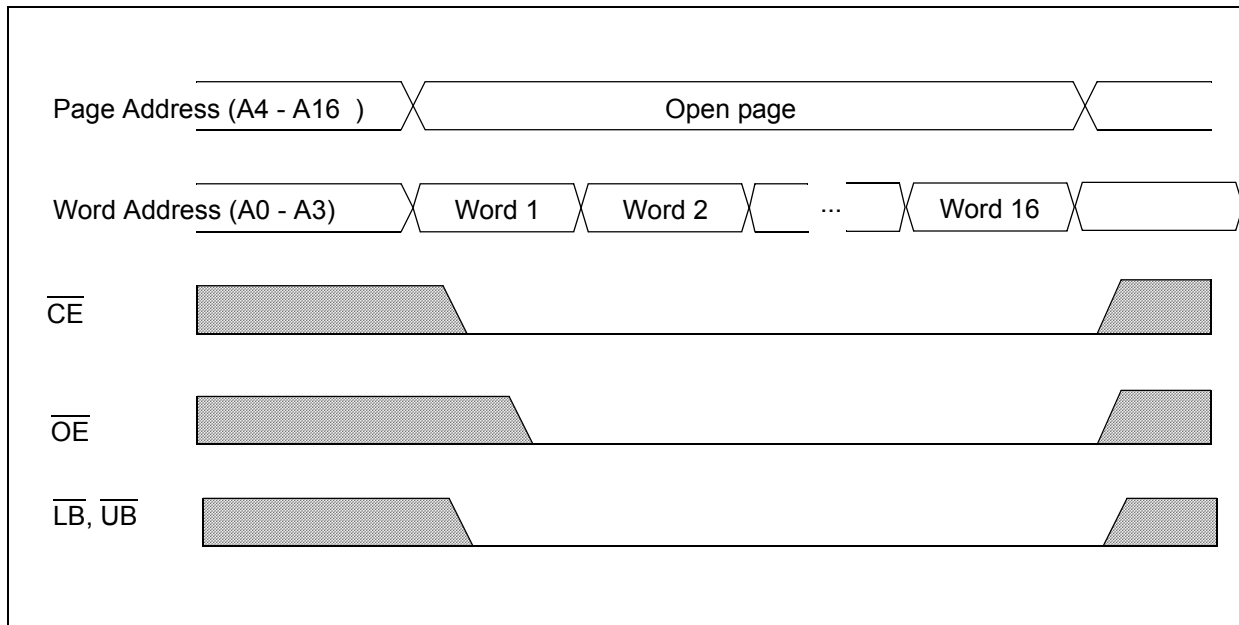 Page Address (A4 - A16 )
Open page
Word Address (A0 - A3)
Word 1
Word 2
...
Word 16
CE
OE
LB, UB